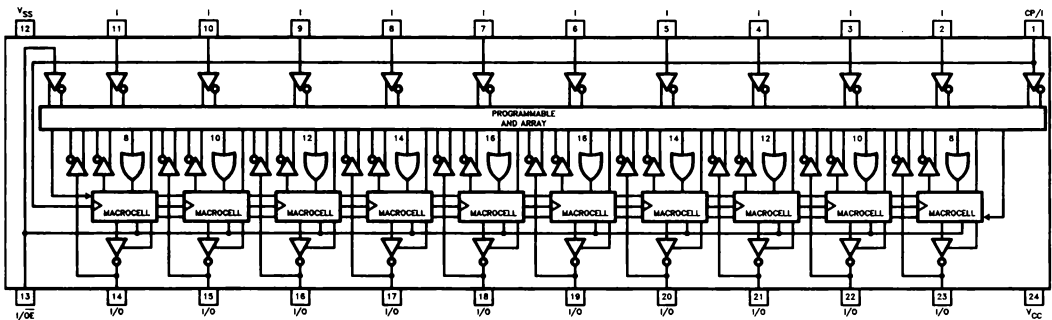 VSS I I I I I I I I I I CP/I
12 11 10 9 8 7 6 5 4 3 2 1
PROGRAMMABLE
AND ARRAY
8 10 12 14 16 16 14 12 10 8
MACROCELL MACROCELL MACROCELL MACROCELL MACROCELL MACROCELL MACROCELL MACROCELL MACROCELL MACROCELL
13 14 15 16 17 18 19 20 21 22 23 24
I/OE I/O I/O I/O I/O I/O I/O I/O I/O I/O I/O VCC